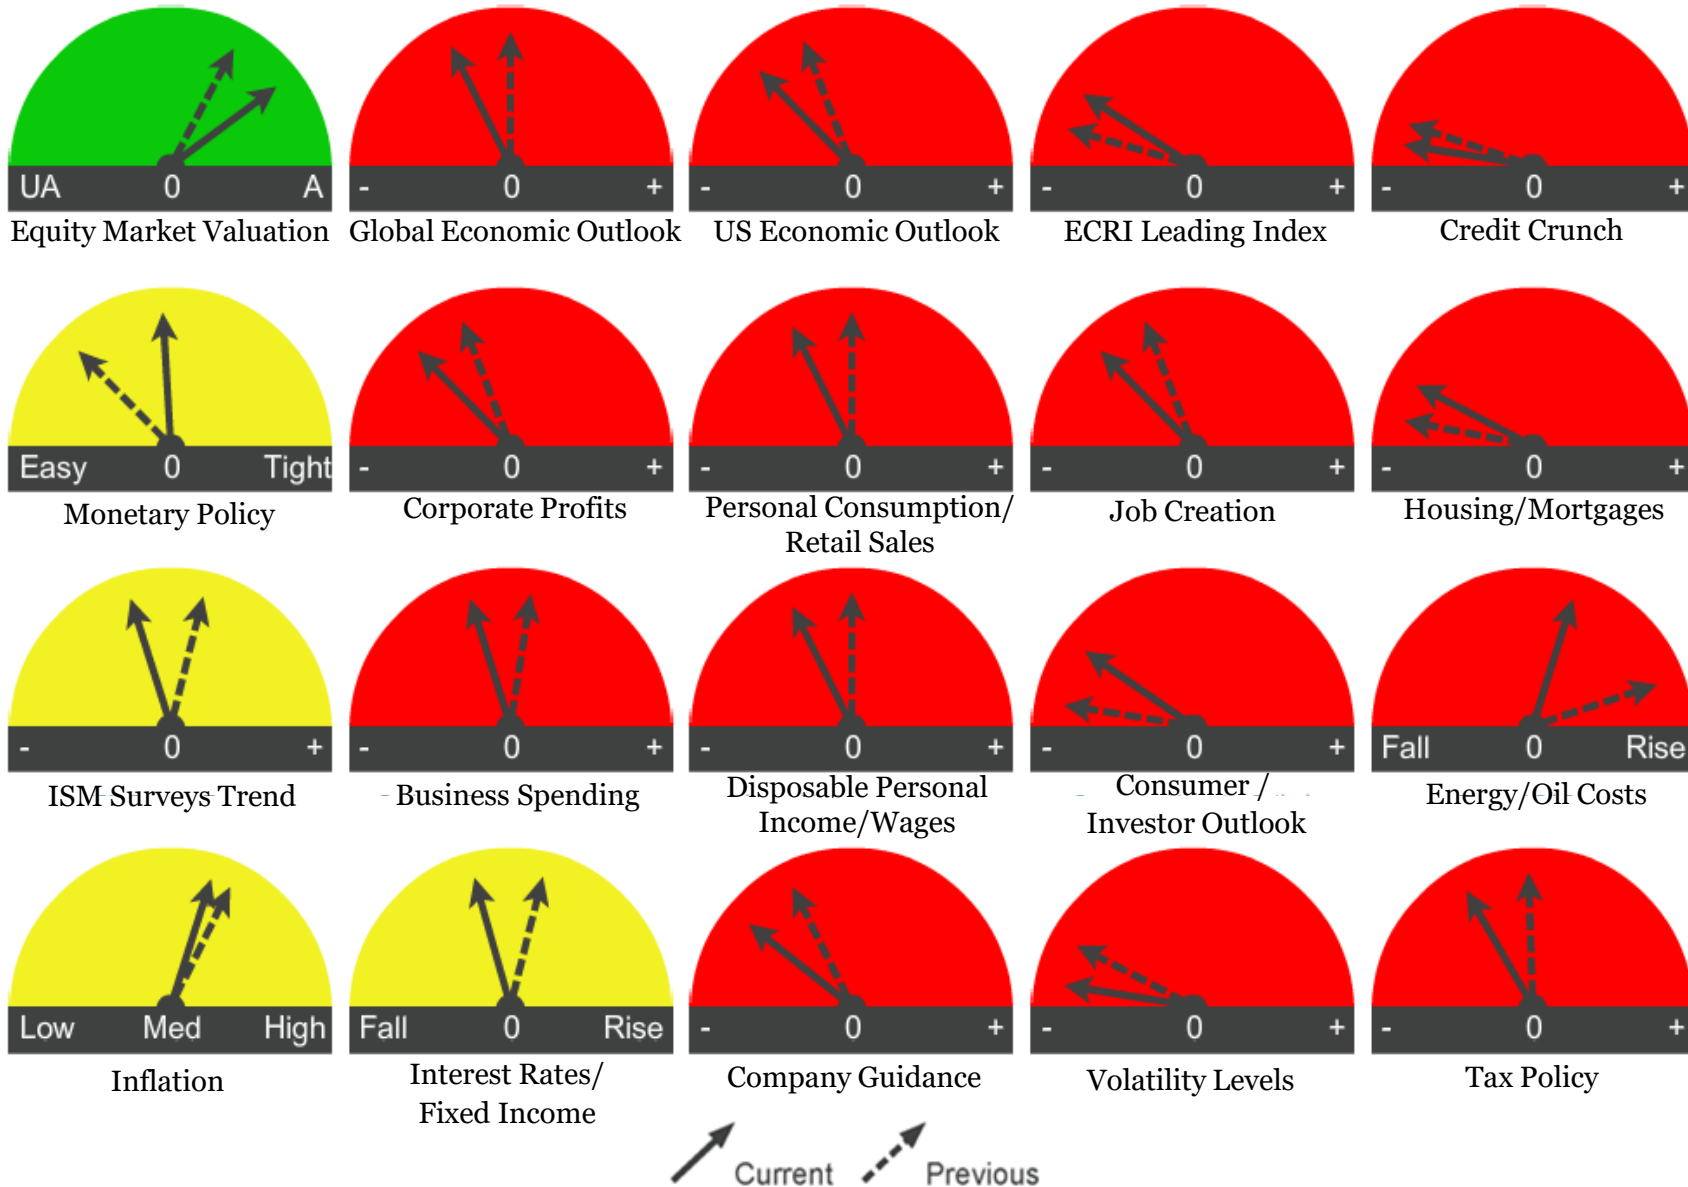 UA 0 A
- 0 +
- 0 +
- 0 +
- 0 +
Equity Market Valuation
Global Economic Outlook
US Economic Outlook
ECRI Leading Index
Credit Crunch
Easy 0 Tight
- 0 +
- 0 +
- 0 +
- 0 +
Monetary Policy
Corporate Profits
Personal Consumption/
Retail Sales
Job Creation
Housing/Mortgages
- 0 +
- 0 +
- 0 +
- 0 +
Fall 0 Rise
ISM Surveys Trend
Business Spending
Disposable Personal
Income/Wages
Consumer /
Investor Outlook
Energy/Oil Costs
Low Med High
Fall 0 Rise
- 0 +
- 0 +
- 0 +
Inflation
Interest Rates/
Fixed Income
Company Guidance
Volatility Levels
Tax Policy
Current
Previous